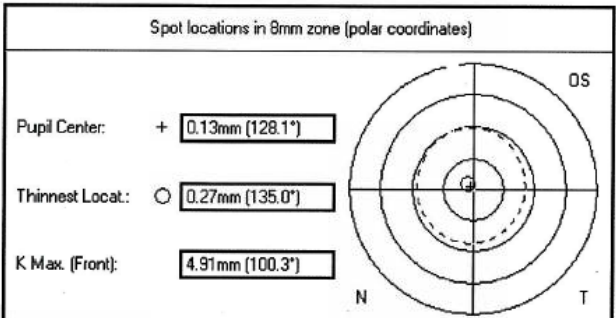 Spot locations in 8mm zone (polar coordinates)
OS
Pupil Center: + 0.13mm (128.1°)
Thinnest Locat.: O 0.27mm (135.0°)
K Max. (Front): 4.91mm (100.3°)
N T